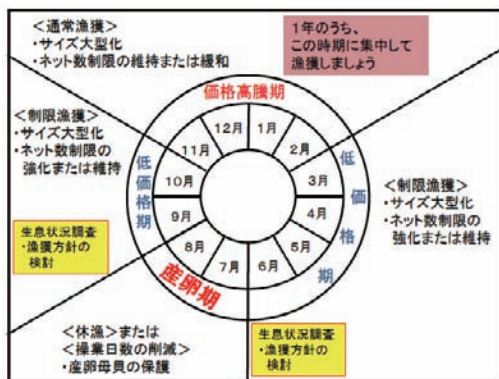 ＜通常漁獲＞
・サイズ大型化
・ネット数制限の維持または緩和
１年のうち、
この時期に集中して
漁獲しましょう
価格高騰期
12月
1月
2月
3月
4月
5月
6月
7月
8月
9月
10月
11月
＜制限漁獲＞
・サイズ大型化
・ネット数制限の
強化または維持
低価格期
低価格期
＜制限漁獲＞
・サイズ大型化
・ネット数制限の
強化または維持
生息状況調査
・漁獲方針の
検討
産卵期
＜休漁＞または
＜操業日数の削減＞
・産卵母貝の保護
生息状況調査
・漁獲方針の
検討